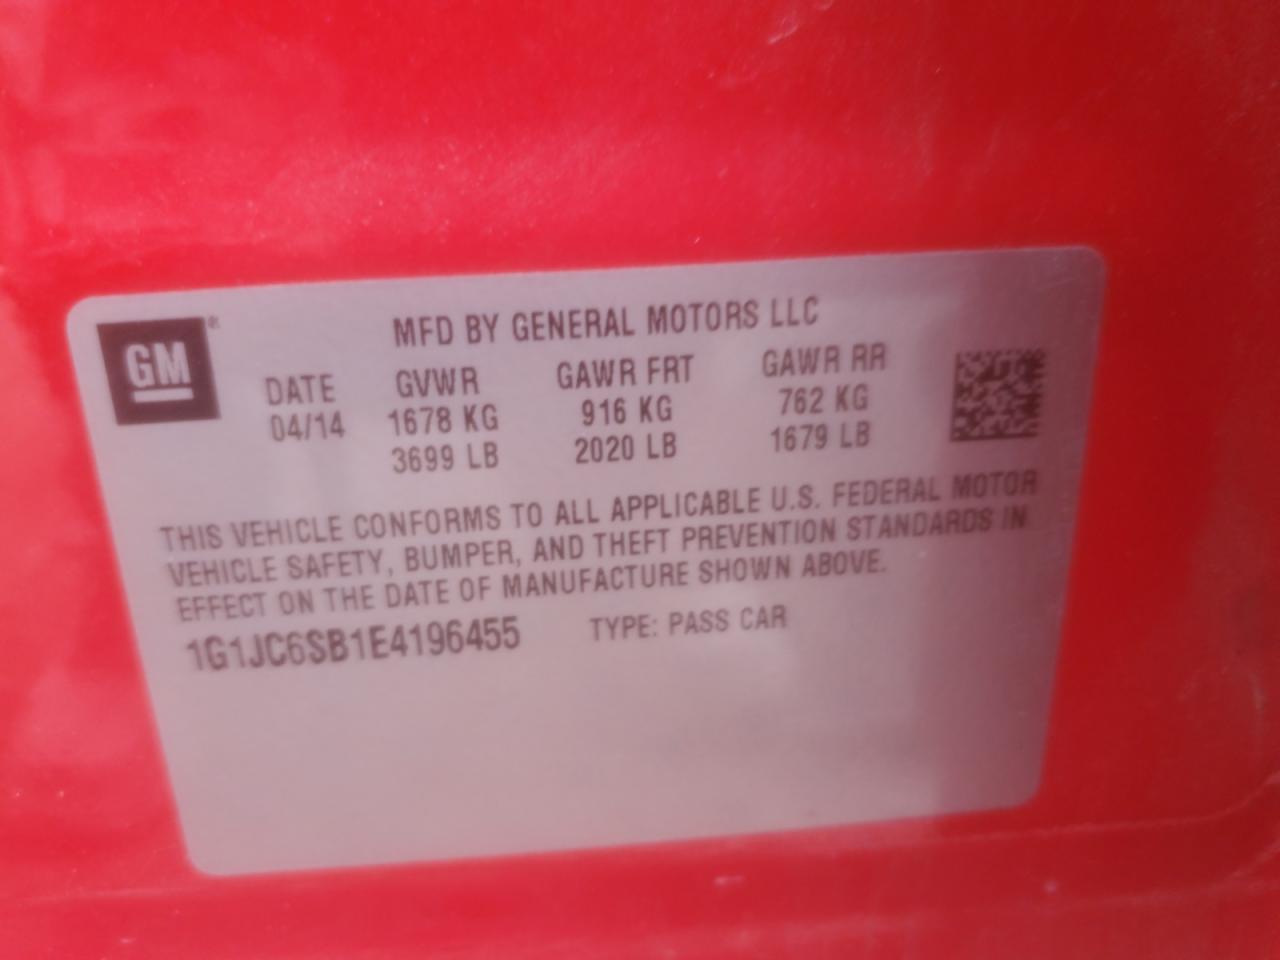 GM®
MFD BY GENERAL MOTORS LLC
DATE GVWR GAWR FRT GAWR RR
04/14 1678 KG 916 KG 762 KG
3699 LB 2020 LB 1679 LB
THIS VEHICLE CONFORMS TO ALL APPLICABLE U.S. FEDERAL MOTOR
VEHICLE SAFETY, BUMPER, AND THEFT PREVENTION STANDARDS IN
EFFECT ON THE DATE OF MANUFACTURE SHOWN ABOVE.
1G1JC6SB1E4196455 TYPE: PASS CAR